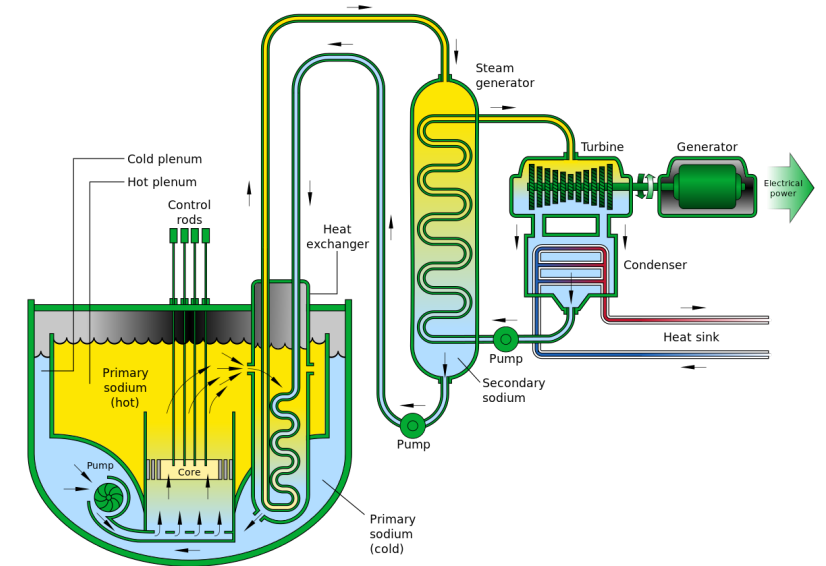 Steam
generator
Turbine
Generator
Cold plenum
Hot plenum
Electrical
power
Control
rods
Heat
exchanger
Condenser
Heat sink
Pump
Primary
sodium
(hot)
Secondary
sodium
Pump
Pump
Core
Primary
sodium
(cold)